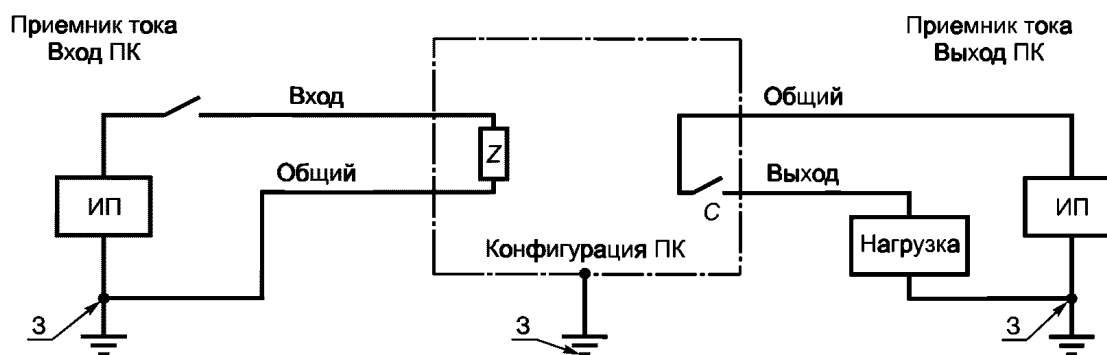 Приемник тока
Вход ПК
Приемник тока
Выход ПК
Вход
Общий
Общий
Z
Выход
C
ИП
ИП
Нагрузка
Конфигурация ПК
3
3
3